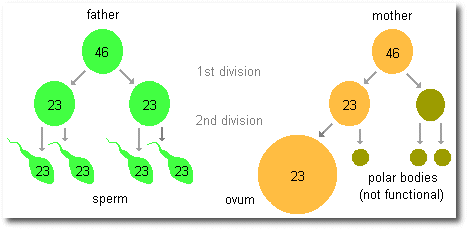 father
mother
46
46
1st division
23
23
23
2nd division
23
23
23
23
23
sperm
ovum
polar bodies
(not functional)